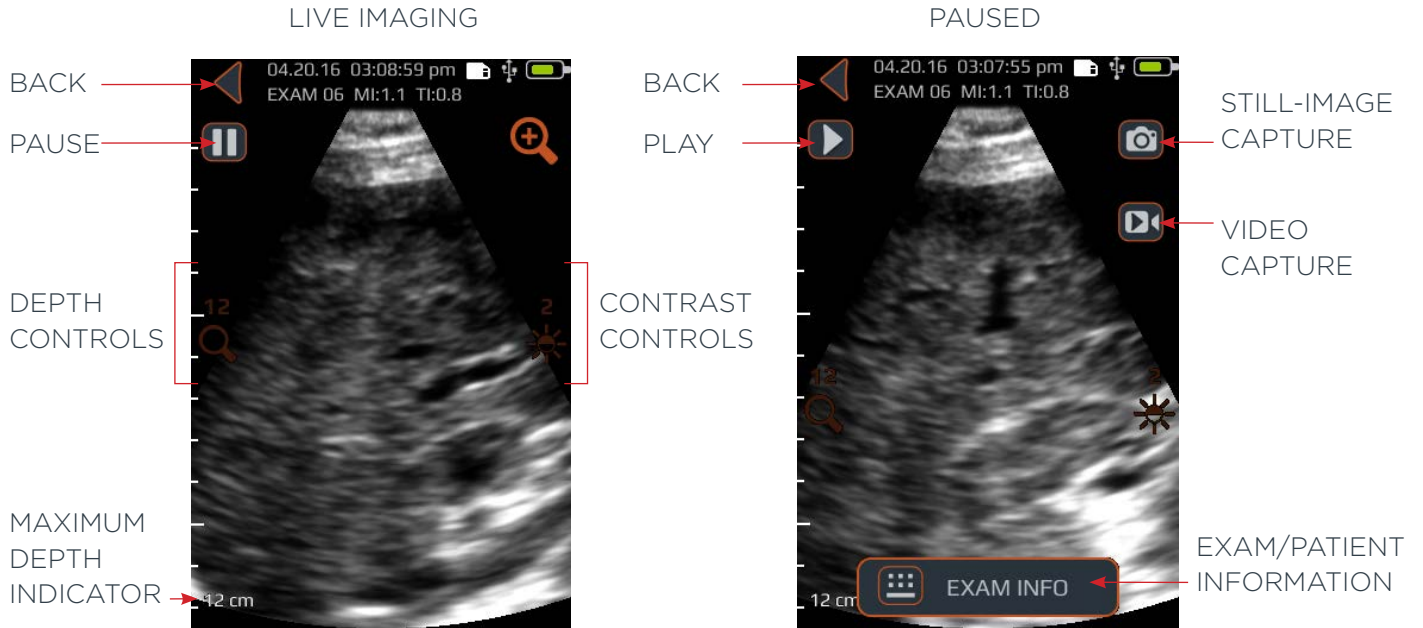 LIVE IMAGING
BACK
PAUSE
DEPTH
CONTROLS
MAXIMUM
DEPTH
INDICATOR
04.20.16 03:08:59 pm
EXAM 06 MI:1.1 TI:0.8
12
2
12 cm
CONTRAST
CONTROLS
PAUSED
BACK
PLAY
04.20.16 03:07:55 pm
EXAM 06 MI:1.1 TI:0.8
12
2
12 cm
EXAM INFO
STILL-IMAGE
CAPTURE
VIDEO
CAPTURE
EXAM/PATIENT
INFORMATION